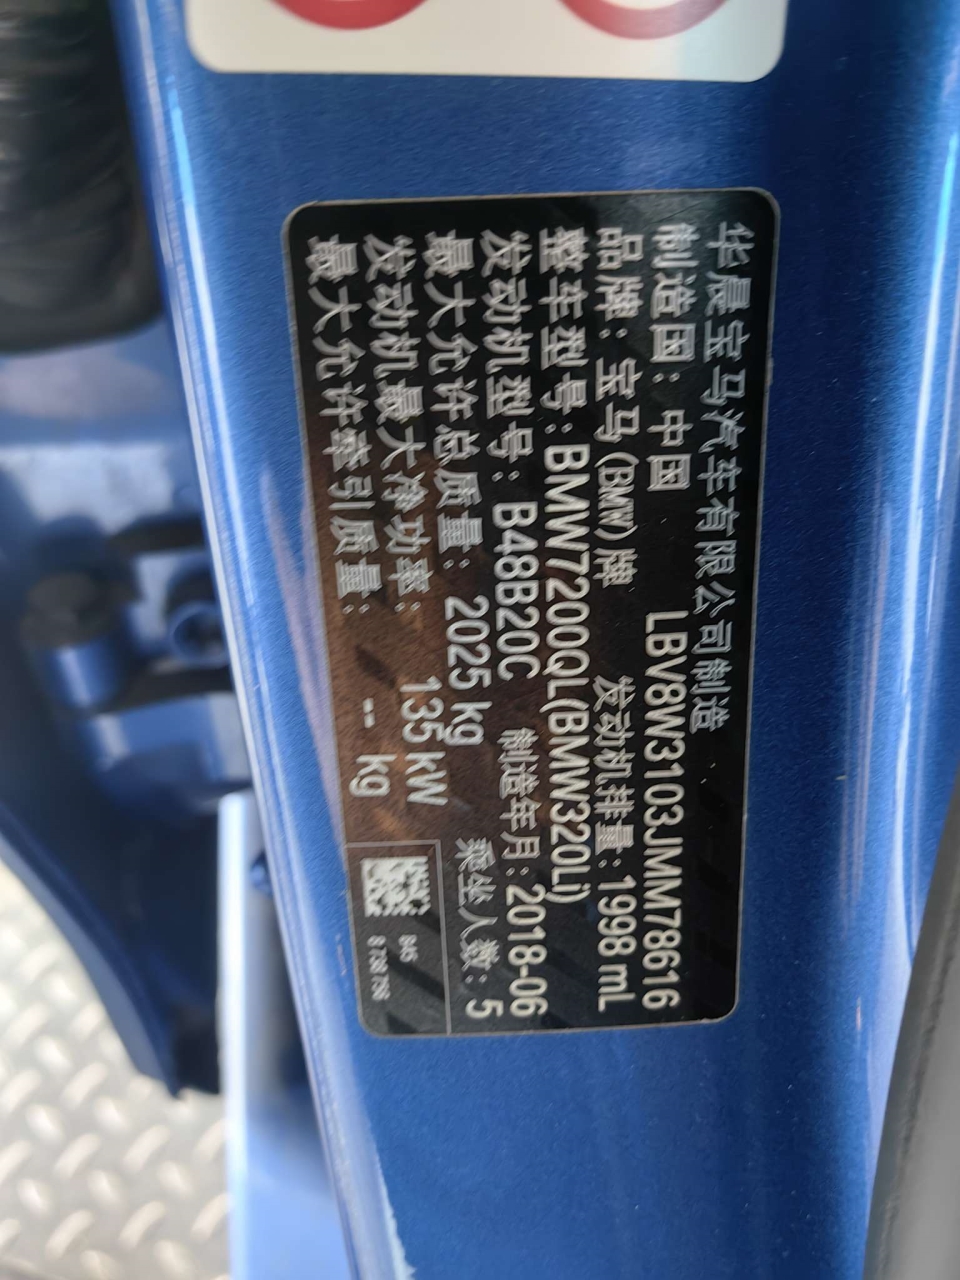 华晨宝马汽车有限公司制造
制造国: 中国 LBV8W3103JMM78616
品牌: 宝马(BMW)牌 发动机排量: 1998 mL
整车型号: BMW7200QL(BMW320Li)
发动机型号: B48B20C 制造年月: 2018-06
最大允许总质量: 2025 kg 乘坐人数: 5
发动机最大净功率: 135 kW
最大允许牵引质量: -- kg